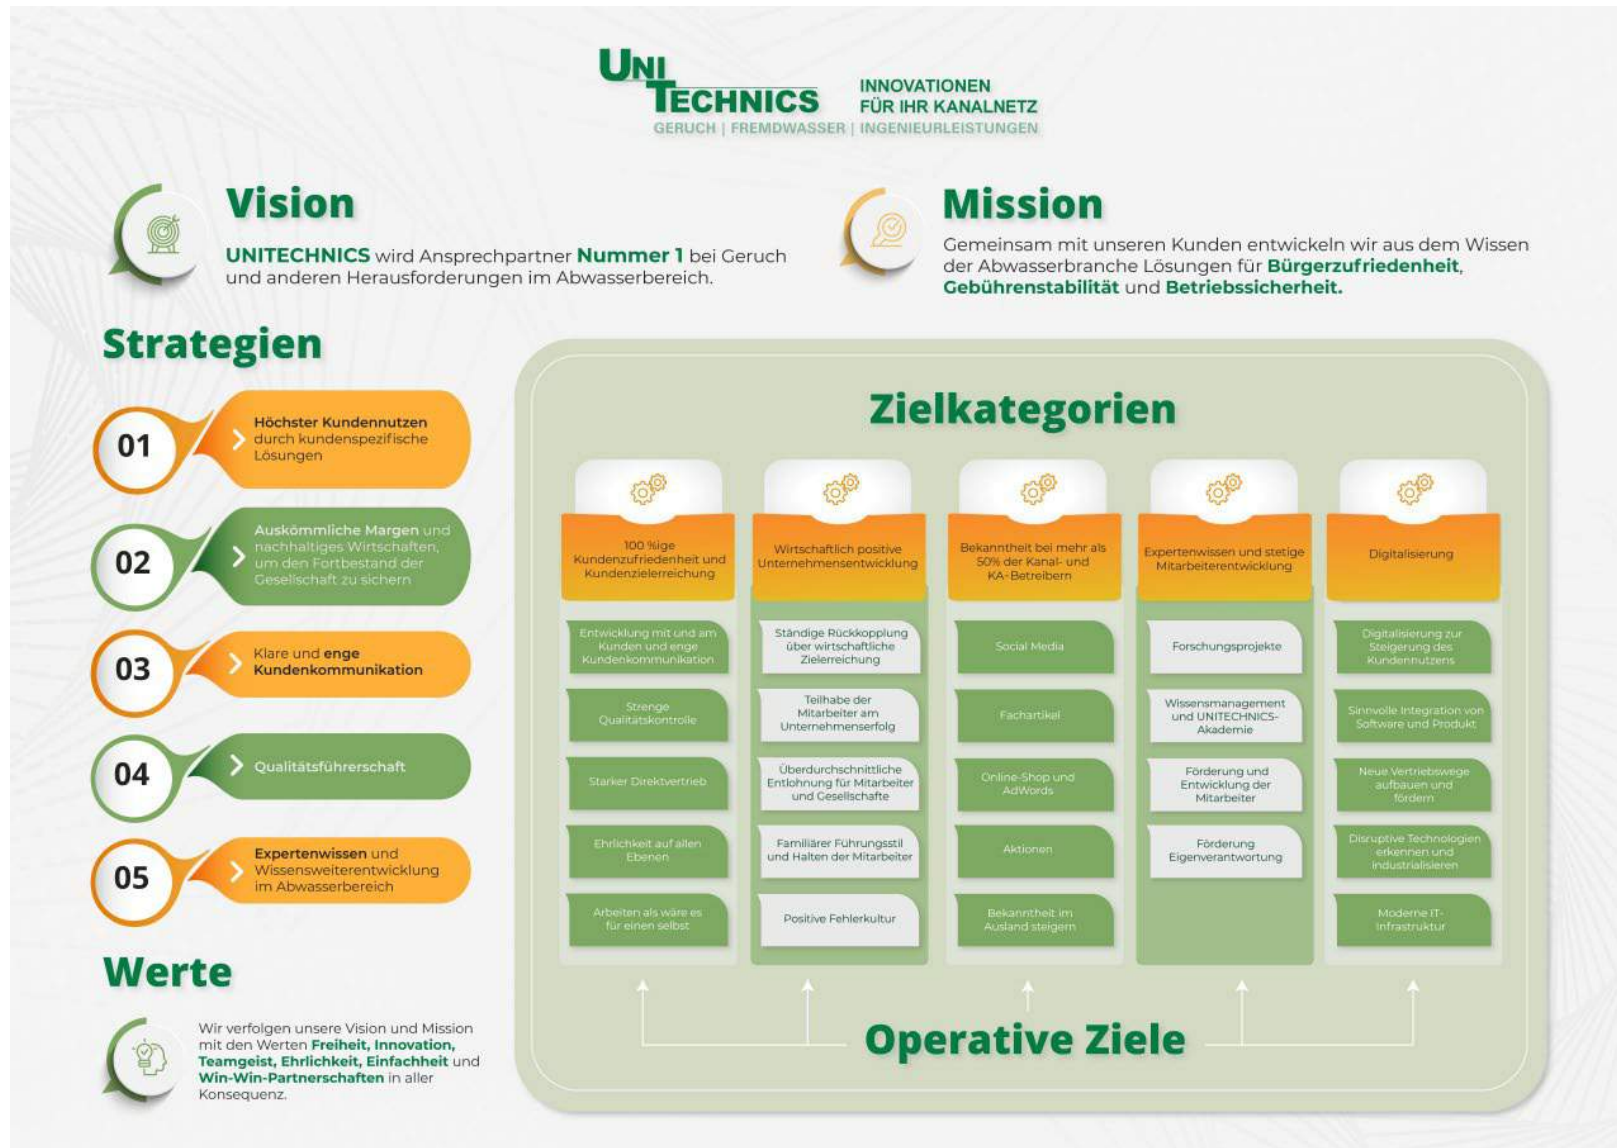 UNI
TECHNICS
INNOVATIONEN
FÜR IHR KANALNETZ
GERUCH | FREMDWASSER | INGENIEURLEISTUNGEN
Vision
UNITECHNICS wird Ansprechpartner Nummer 1 bei Geruch
und anderen Herausforderungen im Abwasserbereich.
Mission
Gemeinsam mit unseren Kunden entwickeln wir aus dem Wissen
der Abwasserbranche Lösungen für Bürgerzufriedenheit,
Gebührenstabilität und Betriebssicherheit.
Strategien
01
Höchster Kundennutzen
durch kundenspezifische
Lösungen
02
Auskömmliche Margen und
nachhaltiges Wirtschaften,
um den Fortbestand der
Gesellschaft zu sichern
03
Klare und enge
Kundenkommunikation
04
Qualitätsführerschaft
05
Expertenwissen und
Wissensweiterentwicklung
im Abwasserbereich
Werte
Wir verfolgen unsere Vision und Mission
mit den Werten Freiheit, Innovation,
Teamgeist, Ehrlichkeit, Einfachheit und
Win-Win-Partnerschaften in aller
Konsequenz.
Zielkategorien
100 %ige
Kundenzufriedenheit und
Kundenzielerreichung
Entwicklung mit und am
Kunden und enge
Kundenkommunikation
Strenge
Qualitätskontrolle
Starker Direktvertrieb
Ehrlichkeit auf allen
Ebenen
Arbeiten als wäre es
für einen selbst
Wirtschaftlich positive
Unternehmensentwicklung
Ständige Rückkopplung
über wirtschaftliche
Zielerreichung
Teilhabe der
Mitarbeiter am
Unternehmenserfolg
Überdurchschnittliche
Entlohnung für Mitarbeiter
und Gesellschafte
Familiärer Führungsstil
und Halten der Mitarbeiter
Positive Fehlerkultur
Bekanntheit bei mehr als
50% der Kanal- und
KA-Betreibern
Social Media
Fachartikel
Online-Shop und
AdWords
Aktionen
Bekanntheit im
Ausland steigern
Expertenwissen und stetige
Mitarbeiterentwicklung
Forschungsprojekte
Wissensmanagement
und UNITECHNICS-
Akademie
Förderung und
Entwicklung der
Mitarbeiter
Förderung
Eigenverantwortung
Digitalisierung
Digitalisierung zur
Steigerung des
Kundennutzens
Sinnvolle Integration von
Software und Produkt
Neue Vertriebswege
aufbauen und
fördern
Disruptive Technologien
erkennen und
industrialisieren
Moderne IT-
Infrastruktur
Operative Ziele